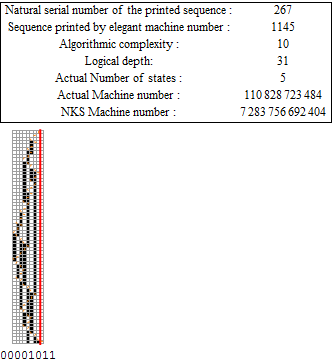 Natural serial number of the printed sequence : 267
Sequence printed by elegant machine number : 1145
Algorithmic complexity : 10
Logical depth: 31
Actual Number of states : 5
Actual Machine number : 110 828 723 484
NKS Machine number : 7 283 756 692 404
00001011